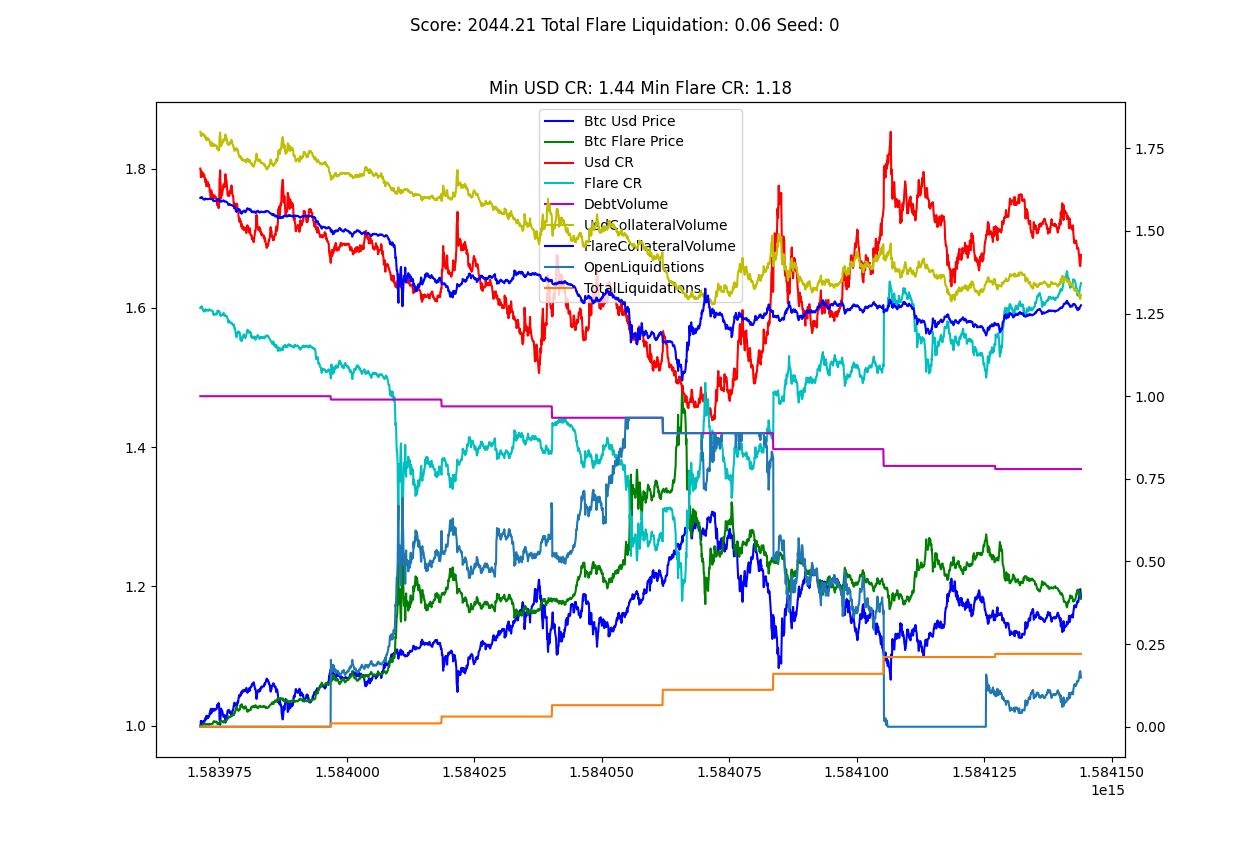 Score: 2044.21 Total Flare Liquidation: 0.06 Seed: 0
Min USD CR: 1.44 Min Flare CR: 1.18
Btc Usd Price
Btc Flare Price
Usd CR
Flare CR
DebtVolume
UsdCollateralVolume
FlareCollateralVolume
OpenLiquidations
TotalLiquidations
1.8
1.6
1.4
1.2
1.0
1.75
1.50
1.25
1.00
0.75
0.50
0.25
0.00
1.583975 1.584000 1.584025 1.584050 1.584075 1.584100 1.584125 1.584150
1e15